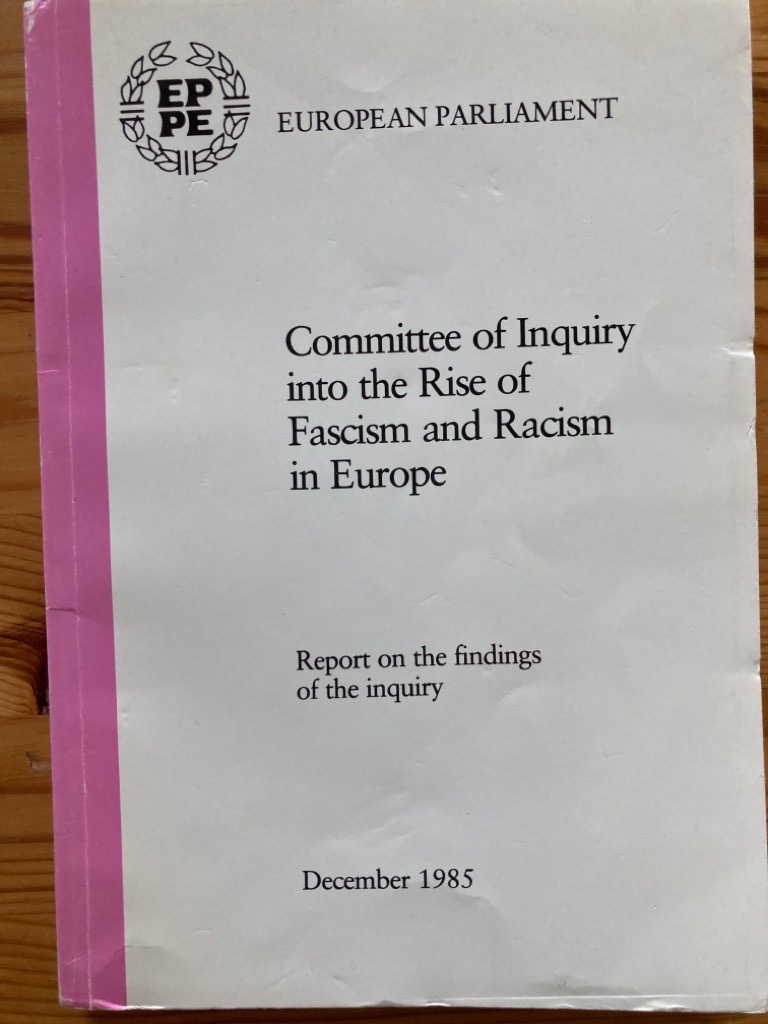 EP
PE
EUROPEAN PARLIAMENT
Committee of Inquiry
into the Rise of
Fascism and Racism
in Europe
Report on the findings
of the inquiry
December 1985